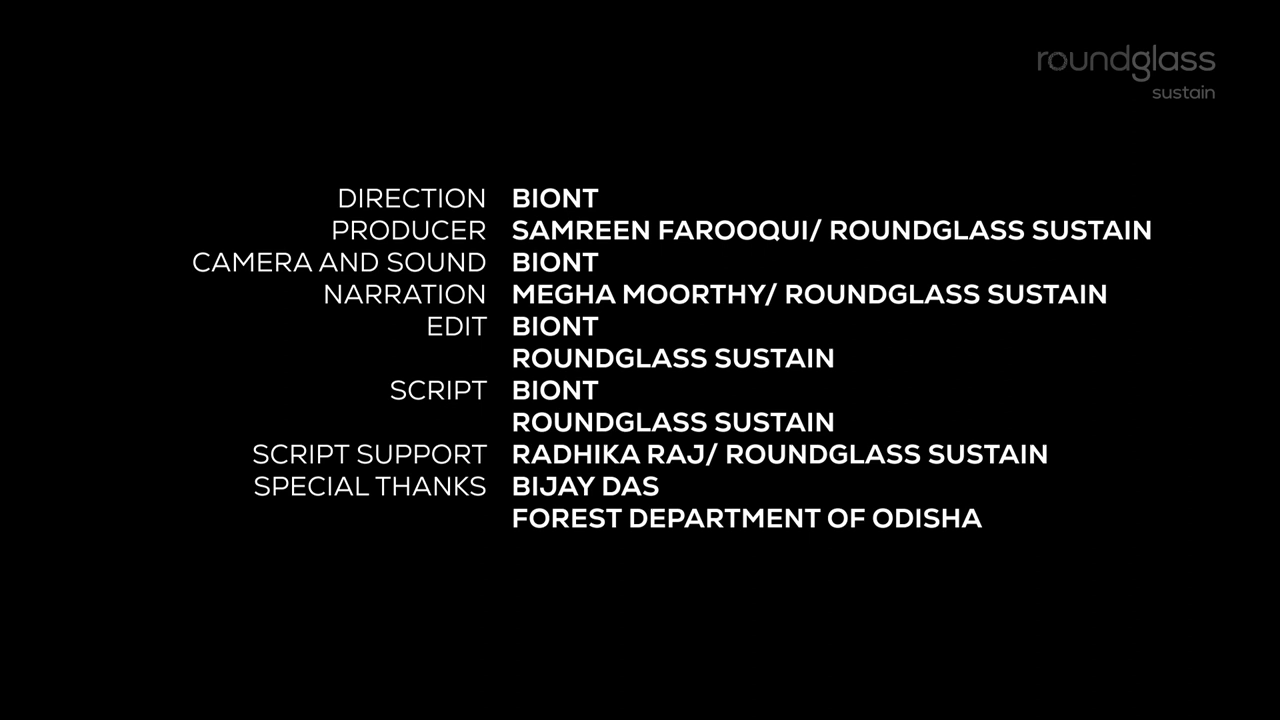 roundglass
sustain
DIRECTION BIONT
PRODUCER SAMREEN FAROOQUI/ ROUNDGLASS SUSTAIN
CAMERA AND SOUND BIONT
NARRATION MEGHA MOORTHY/ ROUNDGLASS SUSTAIN
EDIT BIONT
ROUNDGLASS SUSTAIN
SCRIPT BIONT
ROUNDGLASS SUSTAIN
SCRIPT SUPPORT RADHIKA RAJ/ ROUNDGLASS SUSTAIN
SPECIAL THANKS BIJAY DAS
FOREST DEPARTMENT OF ODISHA